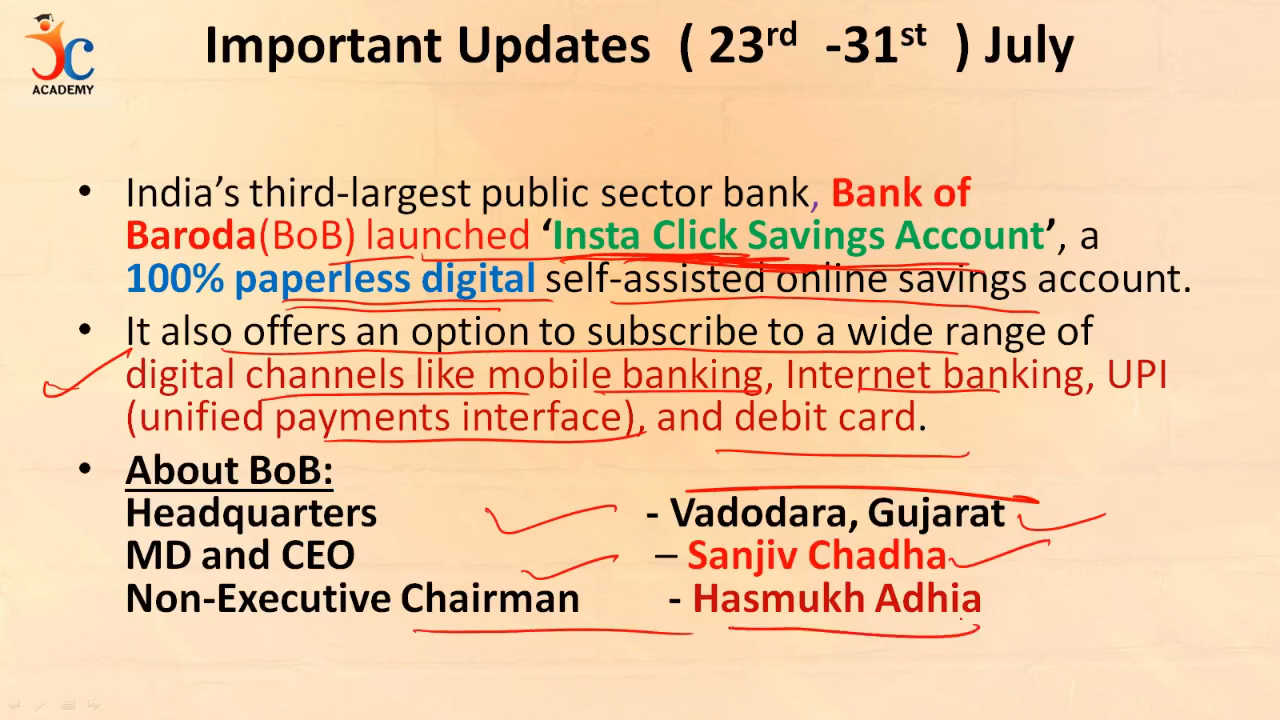 JC
ACADEMY
Important Updates ( 23rd -31st ) July
• India’s third-largest public sector bank, Bank of
Baroda(BoB) launched ‘Insta Click Savings Account’, a
100% paperless digital self-assisted online savings account.
• It also offers an option to subscribe to a wide range of
digital channels like mobile banking, Internet banking, UPI
(unified payments interface), and debit card.
• About BoB:
Headquarters - Vadodara, Gujarat
MD and CEO – Sanjiv Chadha
Non-Executive Chairman - Hasmukh Adhia